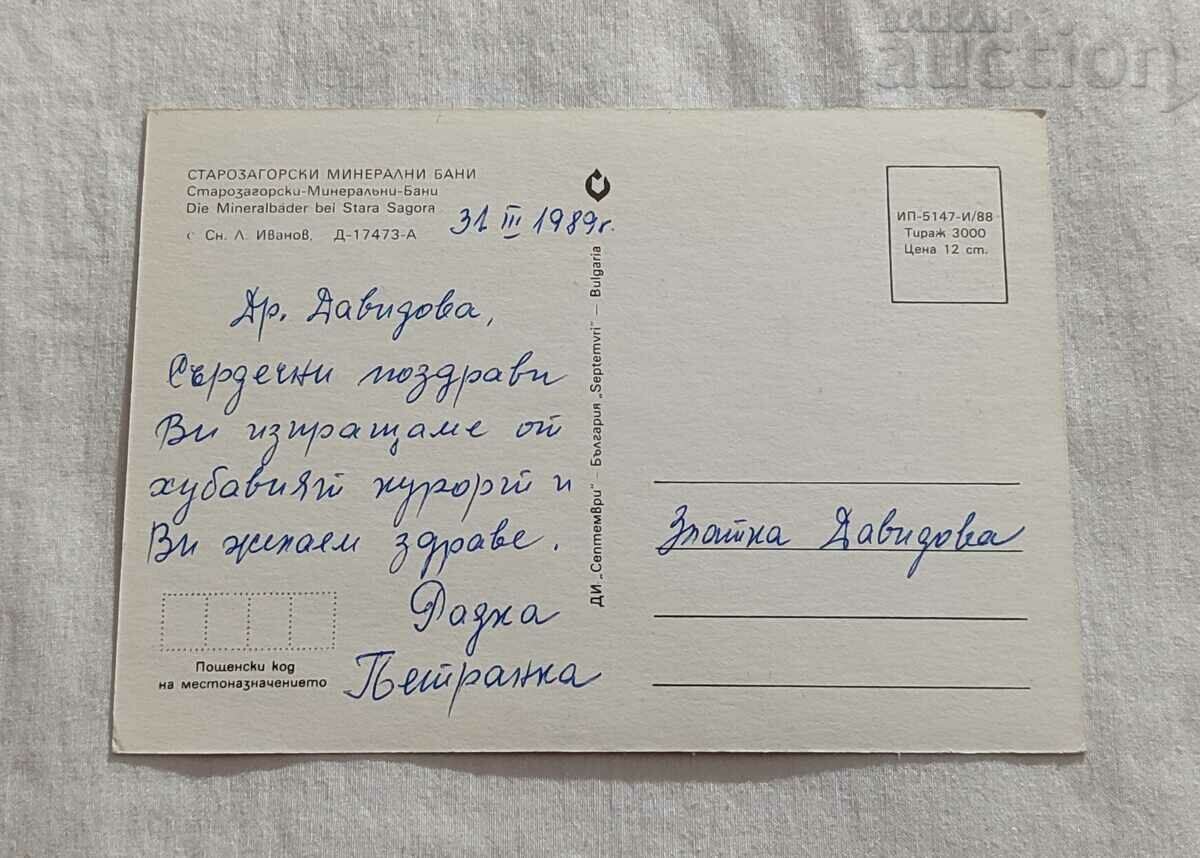 auction
СТАРОЗАГОРСКИ МИНЕРАЛНИ БАНИ
Старозагорски-Минеральни-Бани
Die Mineralbäder bei Stara Sagora
с Сн. Л. Иванов, Д-17473-А
31 III 1989г.
Др. Давидова,
Сърдечни поздрави
Ви изпращаме от
хубавият курорт и
Ви желаем здраве.
Радка
Петранка
Пощенски код
на местоназначението
ДИ „Септември" – България „Septemvri" – Bulgaria
ИП-5147-И/88
Тираж 3000
Цена 12 ст.
Златка Давидова